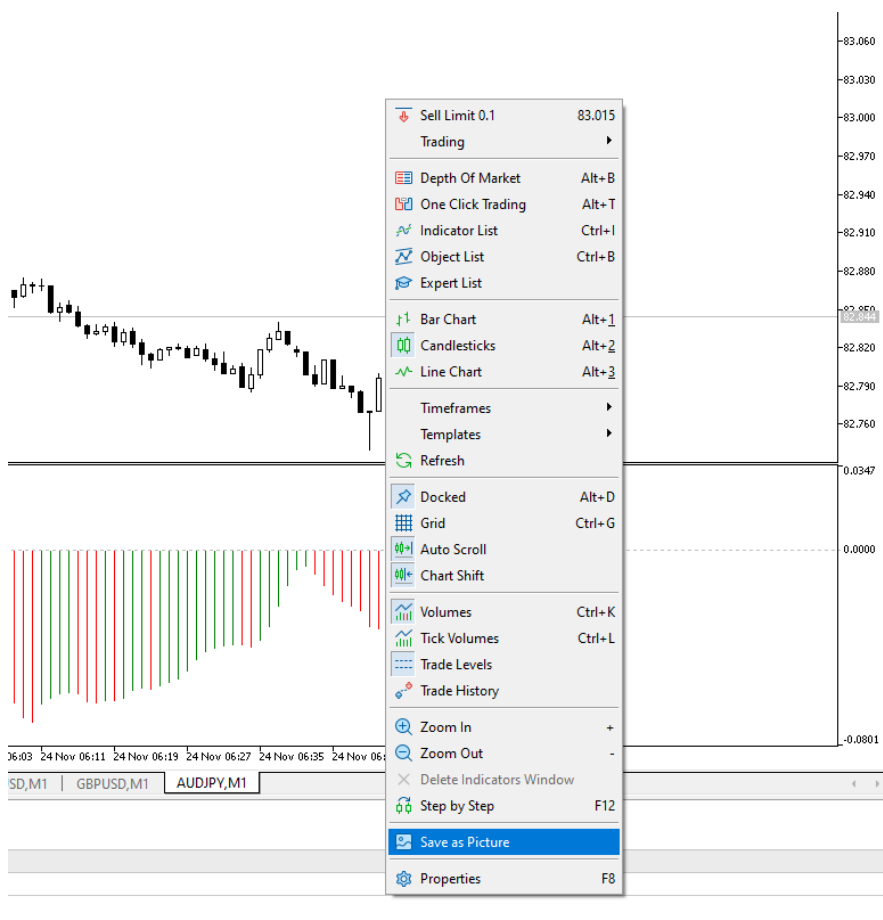 83.060
83.030
83.000
82.970
82.940
82.910
82.880
82.850
82.844
82.820
82.790
82.760
0.0347
0.0000
-0.0801
Sell Limit 0.1 83.015
Trading
Depth Of Market Alt+B
One Click Trading Alt+T
Indicator List Ctrl+I
Object List Ctrl+B
Expert List
Bar Chart Alt+1
Candlesticks Alt+2
Line Chart Alt+3
Timeframes
Templates
Refresh
Docked Alt+D
Grid Ctrl+G
Auto Scroll
Chart Shift
Volumes Ctrl+K
Tick Volumes Ctrl+L
Trade Levels
Trade History
Zoom In +
Zoom Out -
Delete Indicators Window
Step by Step F12
Save as Picture
Properties F8
06:03 24 Nov 06:11 24 Nov 06:19 24 Nov 06:27 24 Nov 06:35 24 Nov 06:
SD,M1 | GBPUSD,M1 AUDJPY,M1